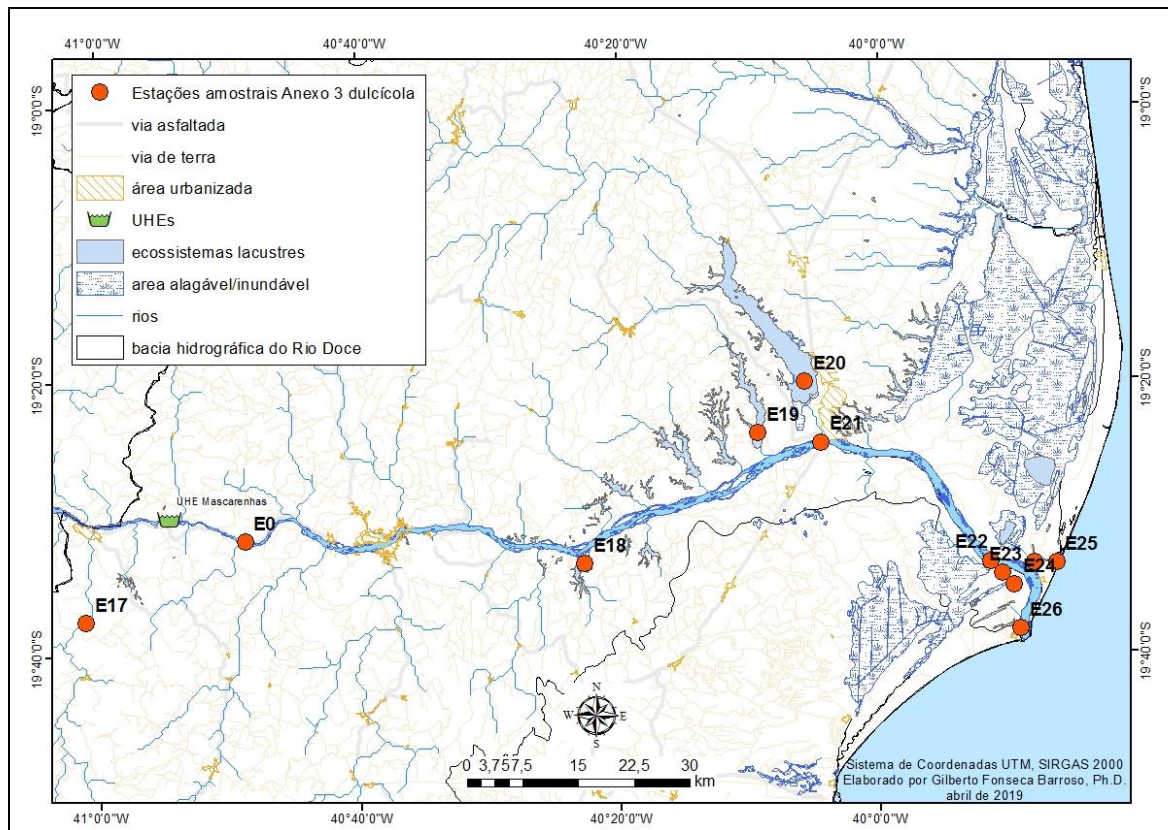 41°0'0"W 40°40'0"W 40°20'0"W 40°0'0"W
Estações amostrais Anexo 3 dulcícola
via asfaltada
via de terra
área urbanizada
UHEs
ecossistemas lacustres
area alagável/inundável
rios
bacia hidrográfica do Rio Doce
19°0'0"S
19°0'0"S
19°20'0"S
19°20'0"S
E20
E19
E21
UHE Mascarenhas
E0
E18
E22
E23
E24
E25
E17
E26
19°40'0"S
19°40'0"S
N
W E
S
0 3,75 7,5 15 22,5 30
km
Sistema de Coordenadas UTM, SIRGAS 2000
Elaborado por Gilberto Fonseca Barroso, Ph.D.
abril de 2019
41°0'0"W 40°40'0"W 40°20'0"W 40°0'0"W